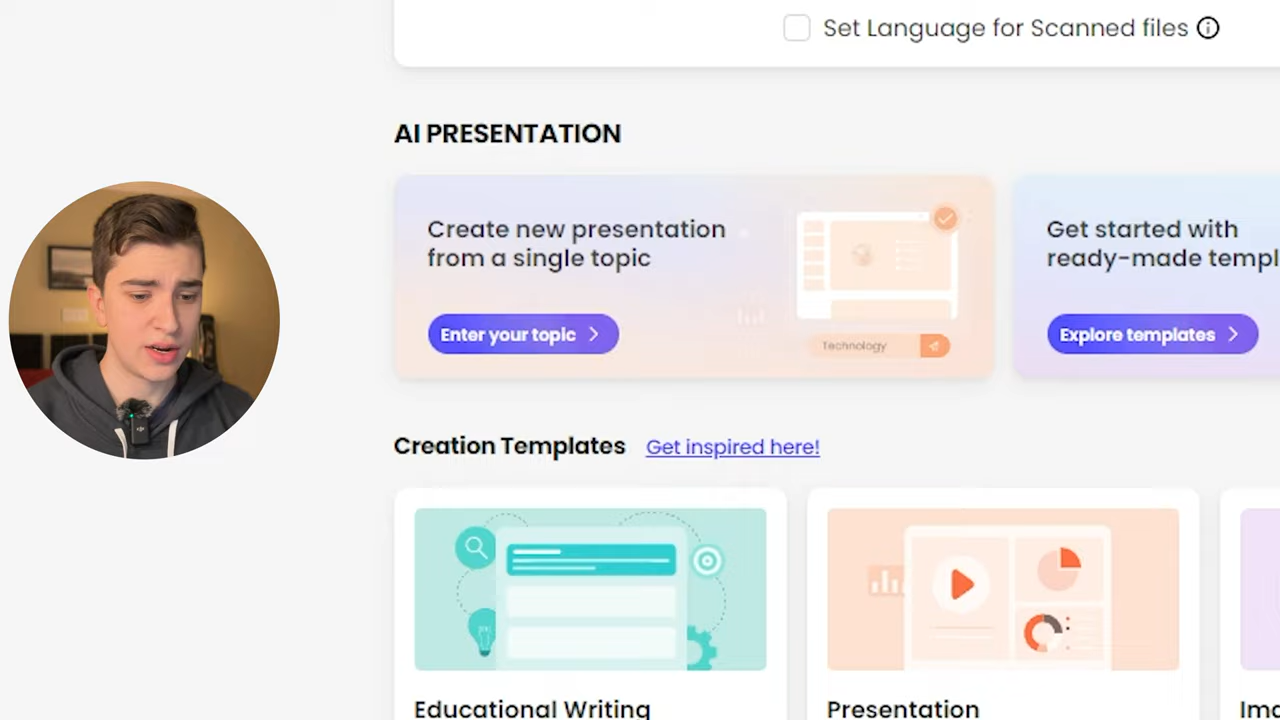 Set Language for Scanned files
AI PRESENTATION
Create new presentation
from a single topic
Enter your topic
Technology
Get started with
ready-made templ
Explore templates
Creation Templates Get inspired here!
Educational Writing
Presentation
Ima